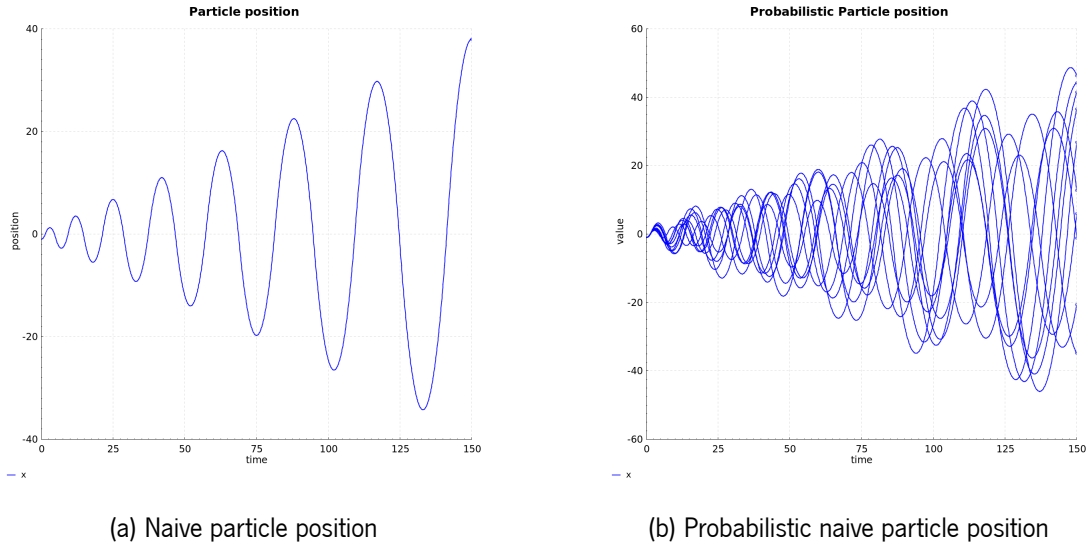 Particle position
40
20
0
-20
-40
position
0 25 50 75 100 125 150
time
x
Probabilistic Particle position
60
40
20
0
-20
-40
-60
value
0 25 50 75 100 125 150
time
x
(a) Naive particle position
(b) Probabilistic naive particle position